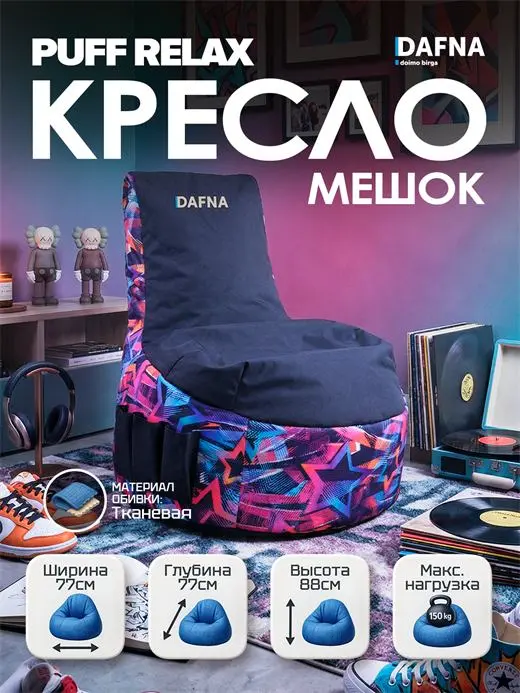 PUFF RELAX
DAFNA
doimo birga
КРЕСЛО
МЕШОК
DAFNA
МАТЕРИАЛ
ОБИВКИ:
Тканевая
Ширина
77см
Глубина
77см
Высота
88см
Макс.
нагрузка
150 kg